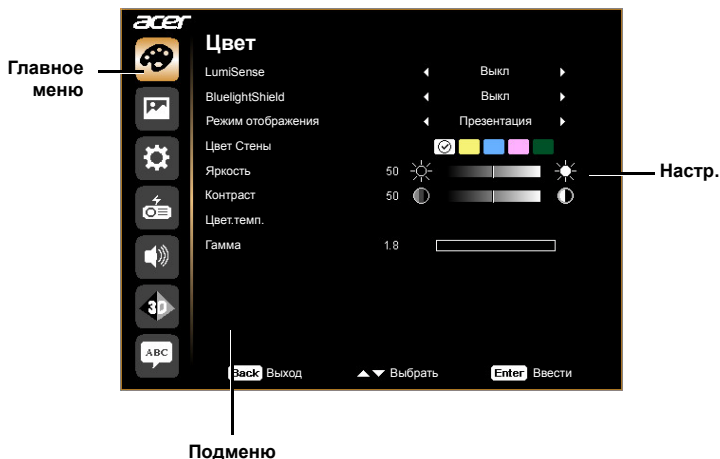 acer
Цвет
Главное
меню
LumiSense Выкл
BluelightShield Выкл
Режим отображения Презентация
Цвет Стены
Яркость 50
Настр.
Контраст 50
Цвет.темп.
Гамма 1.8
3D
ABC
Back Выход Выбрать Enter Ввести
Подменю